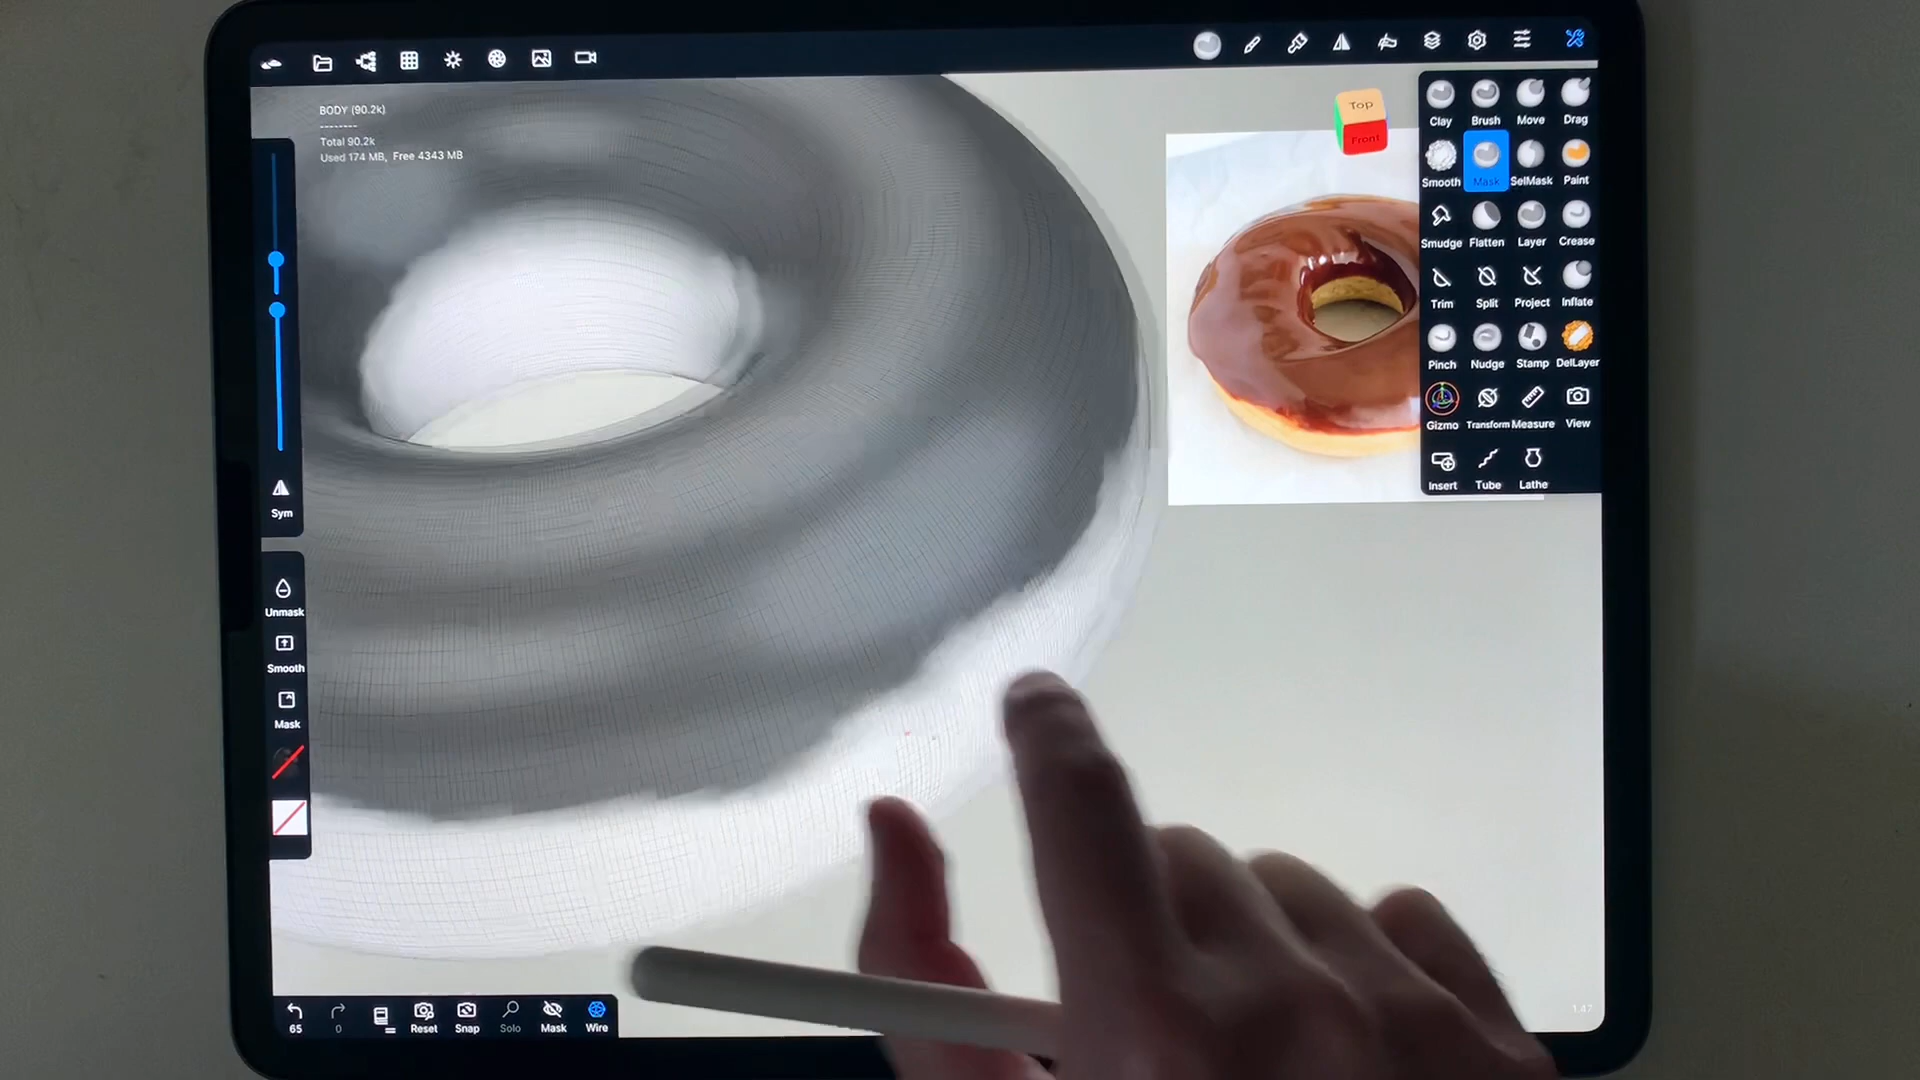 BODY (90.2k)
--------
Total 90.2k
Used 174 MB, Free 4343 MB
Top
Front
Clay Brush Move Drag
Smooth Mask SelMask Paint
Smudge Flatten Layer Crease
Trim Split Project Inflate
Pinch Nudge Stamp DelLayer
Gizmo Transform Measure View
Insert Tube Lathe
Sym
Unmask
Smooth
Mask
65 0 Reset Snap Solo Mask Wire
1.47